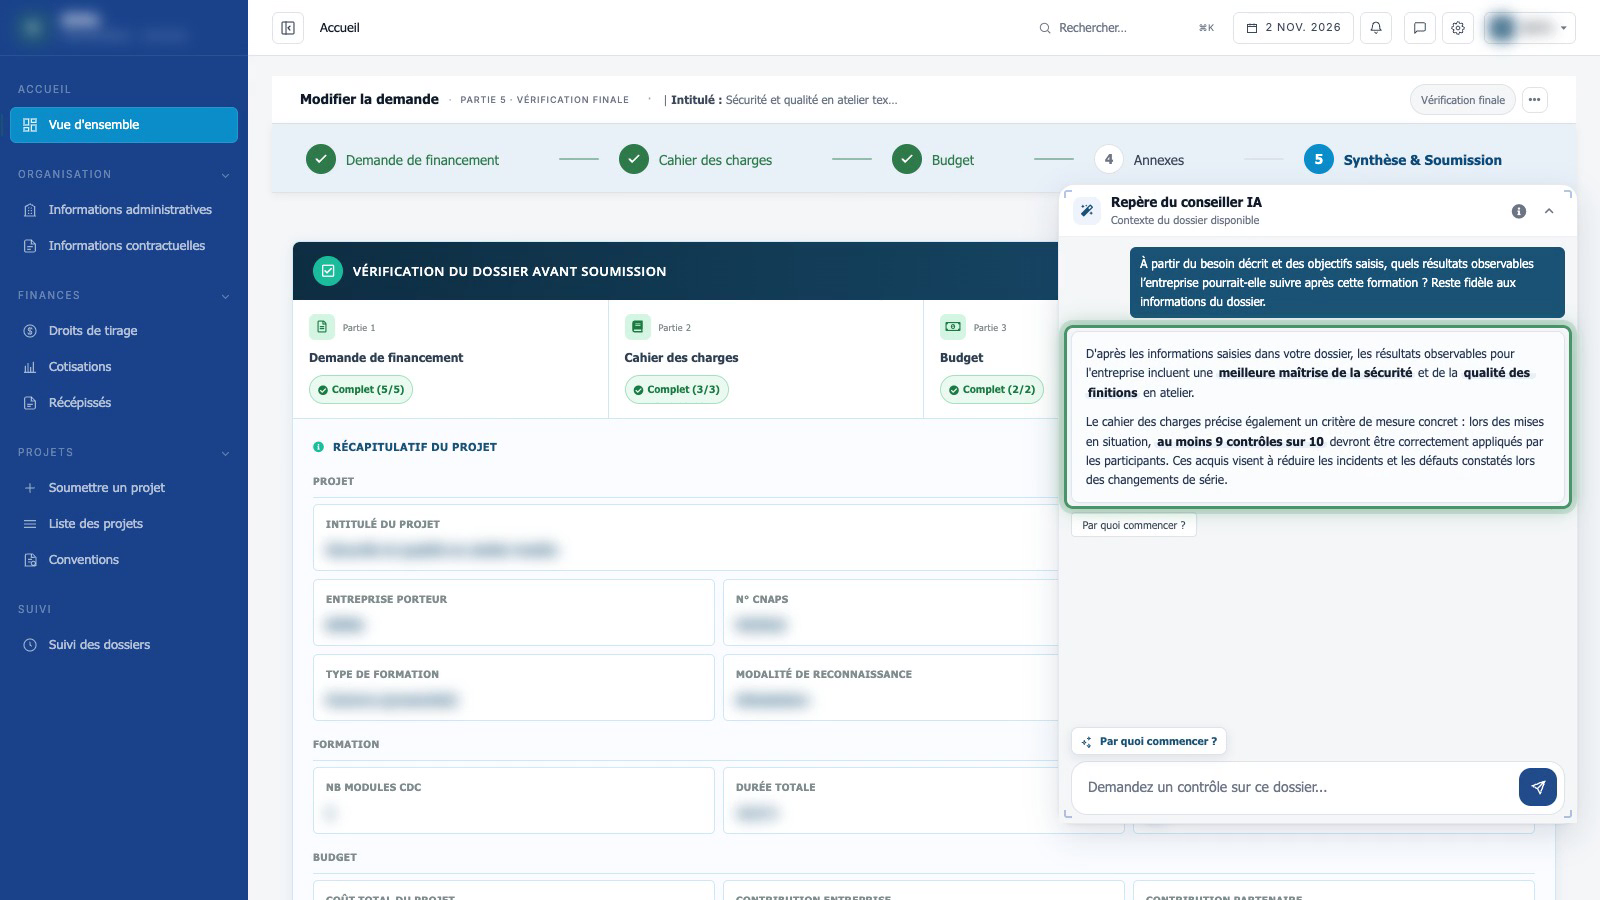 Accueil
Rechercher...
⌘K
2 NOV. 2026
ACCUEIL
Vue d'ensemble
ORGANISATION
Informations administratives
Informations contractuelles
FINANCES
Droits de tirage
Cotisations
Récépissés
PROJETS
Soumettre un projet
Liste des projets
Conventions
SUIVI
Suivi des dossiers
Modifier la demande · PARTIE 5 · VÉRIFICATION FINALE · | Intitulé : Sécurité et qualité en atelier tex...
Vérification finale
Demande de financement
Cahier des charges
Budget
4 Annexes
5 Synthèse & Soumission
VÉRIFICATION DU DOSSIER AVANT SOUMISSION
Partie 1
Demande de financement
Complet (5/5)
Partie 2
Cahier des charges
Complet (3/3)
Partie 3
Budget
Complet (2/2)
RÉCAPITULATIF DU PROJET
PROJET
INTITULÉ DU PROJET
ENTREPRISE PORTEUR
N° CNAPS
TYPE DE FORMATION
MODALITÉ DE RECONNAISSANCE
FORMATION
NB MODULES CDC
DURÉE TOTALE
BUDGET
COÛT TOTAL DU PROJET
CONTRIBUTION ENTREPRISE
CONTRIBUTION PARTENAIRE
Repère du conseiller IA
Contexte du dossier disponible
À partir du besoin décrit et des objectifs saisis, quels résultats observables
l'entreprise pourrait-elle suivre après cette formation ? Reste fidèle aux
informations du dossier.
D'après les informations saisies dans votre dossier, les résultats observables pour
l'entreprise incluent une meilleure maîtrise de la sécurité et de la qualité des
finitions en atelier.
Le cahier des charges précise également un critère de mesure concret : lors des mises
en situation, au moins 9 contrôles sur 10 devront être correctement appliqués par
les participants. Ces acquis visent à réduire les incidents et les défauts constatés lors
des changements de série.
Par quoi commencer ?
Par quoi commencer ?
Demandez un contrôle sur ce dossier...